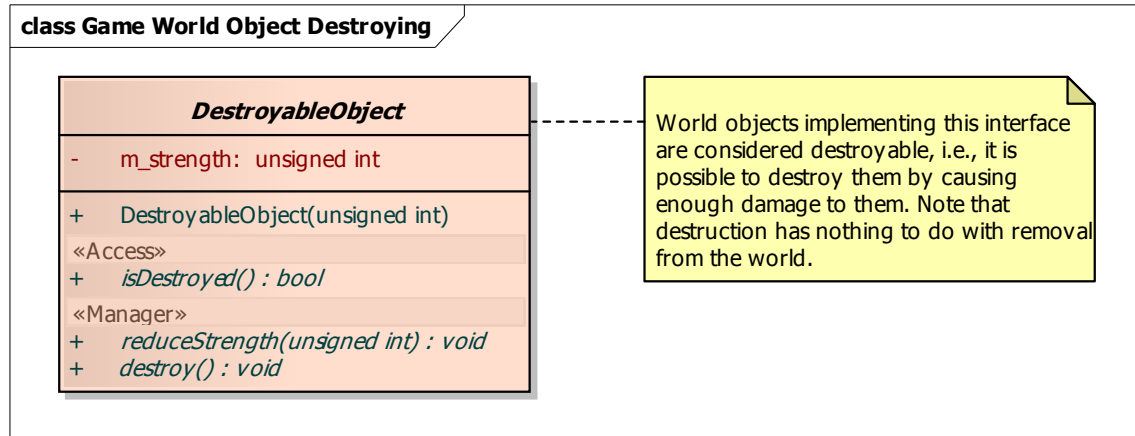 class Game World Object Destroying
DestroyableObject
- m_strength: unsigned int
+ DestroyableObject(unsigned int)
«Access»
+ isDestroyed() : bool
«Manager»
+ reduceStrength(unsigned int) : void
+ destroy() : void
World objects implementing this interface
are considered destroyable, i.e., it is
possible to destroy them by causing
enough damage to them. Note that
destruction has nothing to do with removal
from the world.